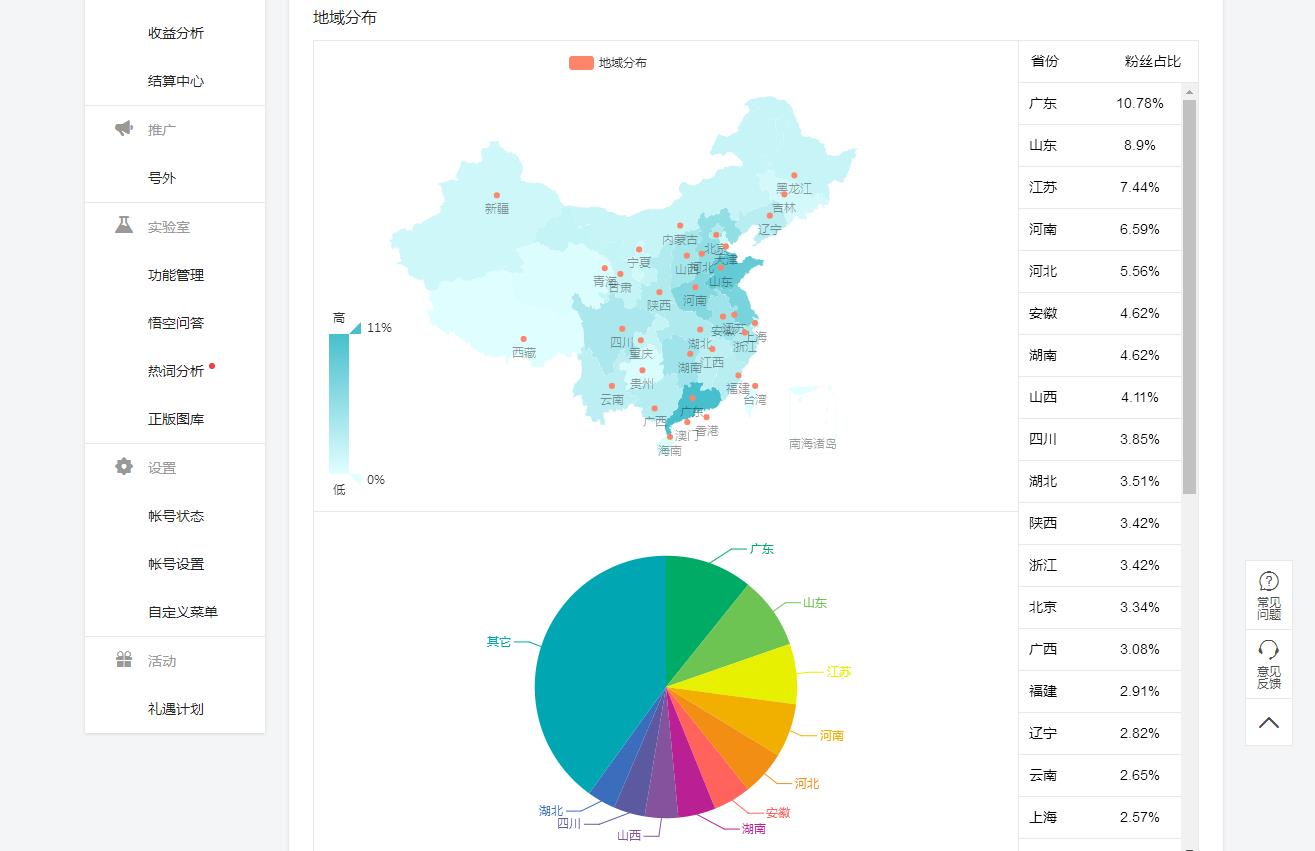 收益分析
结算中心
推广
号外
实验室
功能管理
悟空问答
热词分析
正版图库
设置
帐号状态
帐号设置
自定义菜单
活动
礼遇计划
地域分布
地域分布
黑龙江
新疆
吉林
辽宁
内蒙古
北京
天津
宁夏
山西
河北
青海
甘肃
山东
陕西
河南
安徽
江苏
上海
四川
湖北
浙江
重庆
西藏
江西
湖南
贵州
福建
云南
台湾
广东
广西
香港
澳门
海南
南海诸岛
高
11%
0%
低
广东
山东
江苏
河南
河北
安徽
湖南
山西
四川
湖北
其它
省份 粉丝占比
广东 10.78%
山东 8.9%
江苏 7.44%
河南 6.59%
河北 5.56%
安徽 4.62%
湖南 4.62%
山西 4.11%
四川 3.85%
湖北 3.51%
陕西 3.42%
浙江 3.42%
北京 3.34%
广西 3.08%
福建 2.91%
辽宁 2.82%
云南 2.65%
上海 2.57%
常见
问题
意见
反馈